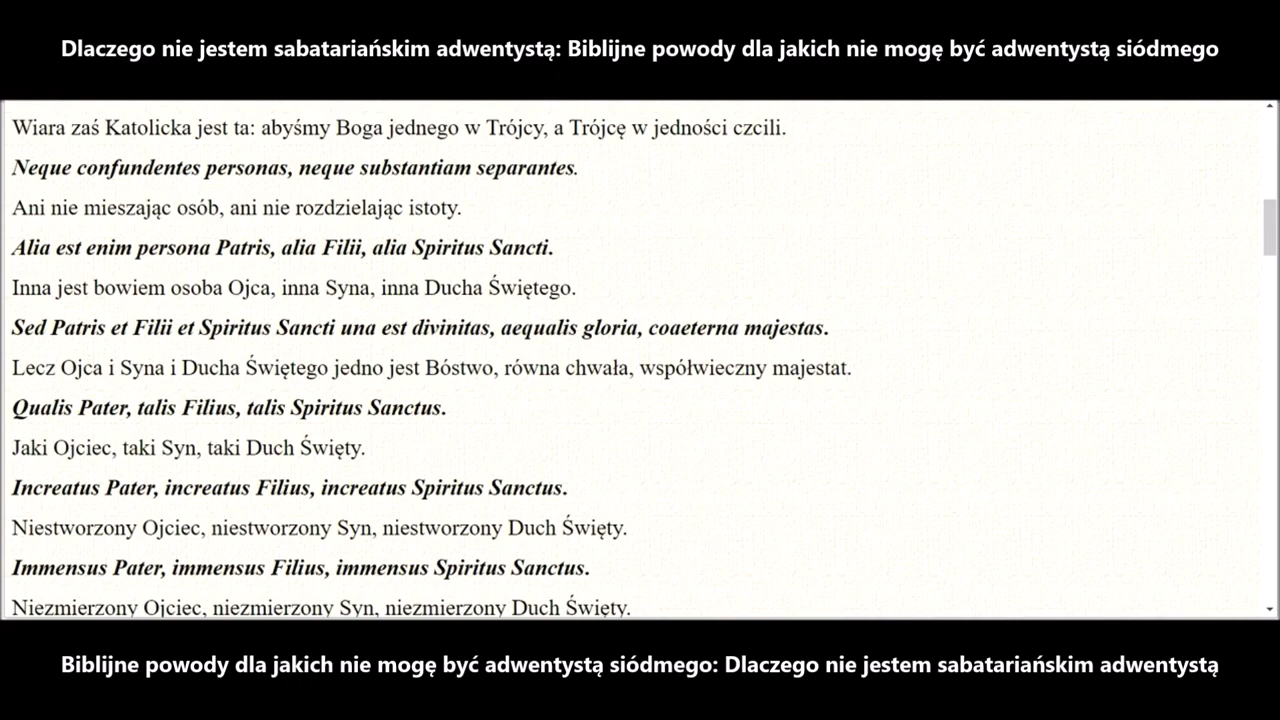 Dlaczego nie jestem sabatariańskim adwentystą: Biblijne powody dla jakich nie mogę być adwentystą siódmego
Wiara zaś Katolicka jest ta: abyśmy Boga jednego w Trójcy, a Trójcę w jedności czcili.
Neque confundentes personas, neque substantiam separantes.
Ani nie mieszając osób, ani nie rozdzielając istoty.
Alia est enim persona Patris, alia Filii, alia Spiritus Sancti.
Inna jest bowiem osoba Ojca, inna Syna, inna Ducha Świętego.
Sed Patris et Filii et Spiritus Sancti una est divinitas, aequalis gloria, coaeterna majestas.
Lecz Ojca i Syna i Ducha Świętego jedno jest Bóstwo, równa chwała, współwieczny majestat.
Qualis Pater, talis Filius, talis Spiritus Sanctus.
Jaki Ojciec, taki Syn, taki Duch Święty.
Increatus Pater, increatus Filius, increatus Spiritus Sanctus.
Niestworzony Ojciec, niestworzony Syn, niestworzony Duch Święty.
Immensus Pater, immensus Filius, immensus Spiritus Sanctus.
Niezmierzony Ojciec, niezmierzony Syn, niezmierzony Duch Święty.
Biblijne powody dla jakich nie mogę być adwentystą siódmego: Dlaczego nie jestem sabatariańskim adwentystą